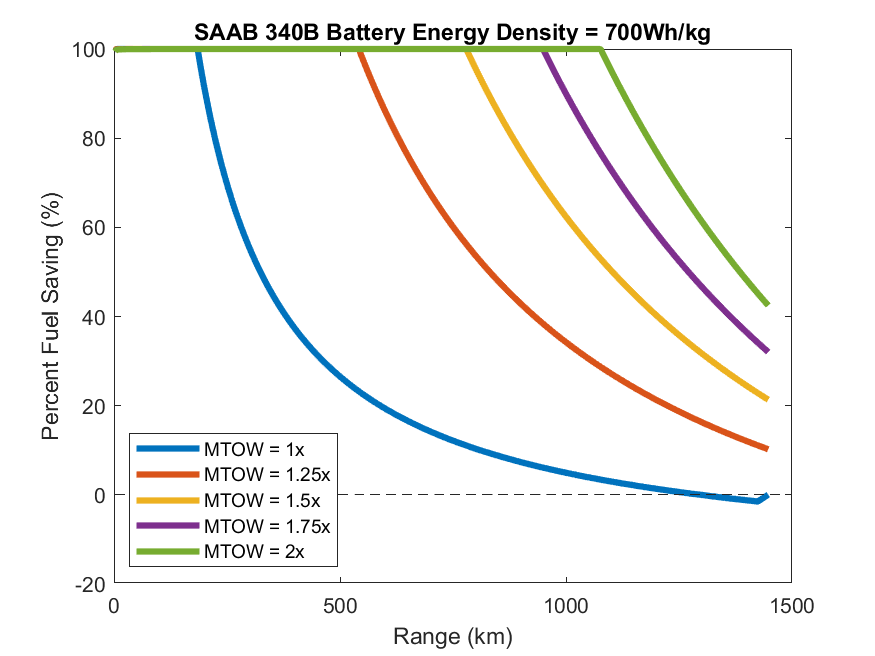 SAAB 340B Battery Energy Density = 700Wh/kg
100
80
60
40
20
0
-20
Percent Fuel Saving (%)
MTOW = 1x
MTOW = 1.25x
MTOW = 1.5x
MTOW = 1.75x
MTOW = 2x
0
500
1000
1500
Range (km)